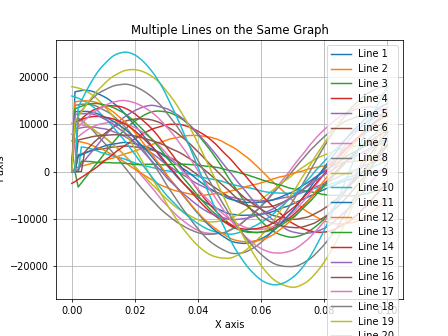 Multiple Lines on the Same Graph
20000
10000
0
−10000
−20000
0.00
0.02
0.04
0.06
X axis
axis
Line 1
Line 2
Line 3
Line 4
Line 5
Line 6
Line 7
Line 8
Line 9
Line 10
Line 11
Line 12
Line 13
Line 14
Line 15
Line 16
Line 17
Line 18
Line 19
Line 20